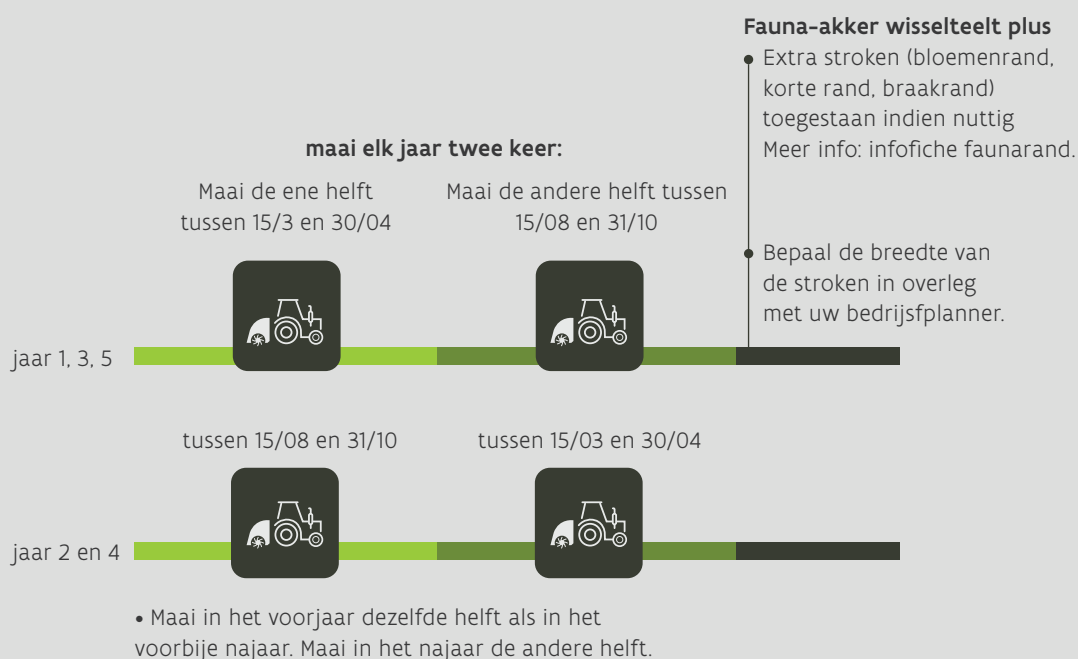 Fauna-akker wisselteelt plus
• Extra stroken (bloemenrand,
korte rand, braakrand)
toegestaan indien nuttig
Meer info: infofiche faunarand.
• Bepaal de breedte van
de stroken in overleg
met uw bedrijsfplanner.
maai elk jaar twee keer:
Maai de ene helft
tussen 15/3 en 30/04
Maai de andere helft tussen
15/08 en 31/10
jaar 1, 3, 5
tussen 15/08 en 31/10
tussen 15/03 en 30/04
jaar 2 en 4
• Maai in het voorjaar dezelfde helft als in het
voorbije najaar. Maai in het najaar de andere helft.